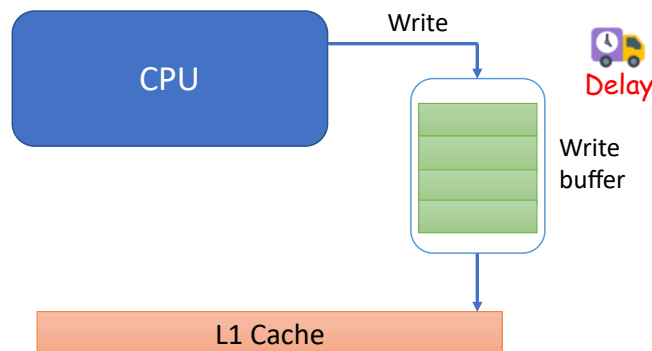 Write
CPU
Delay
Write
buffer
L1 Cache